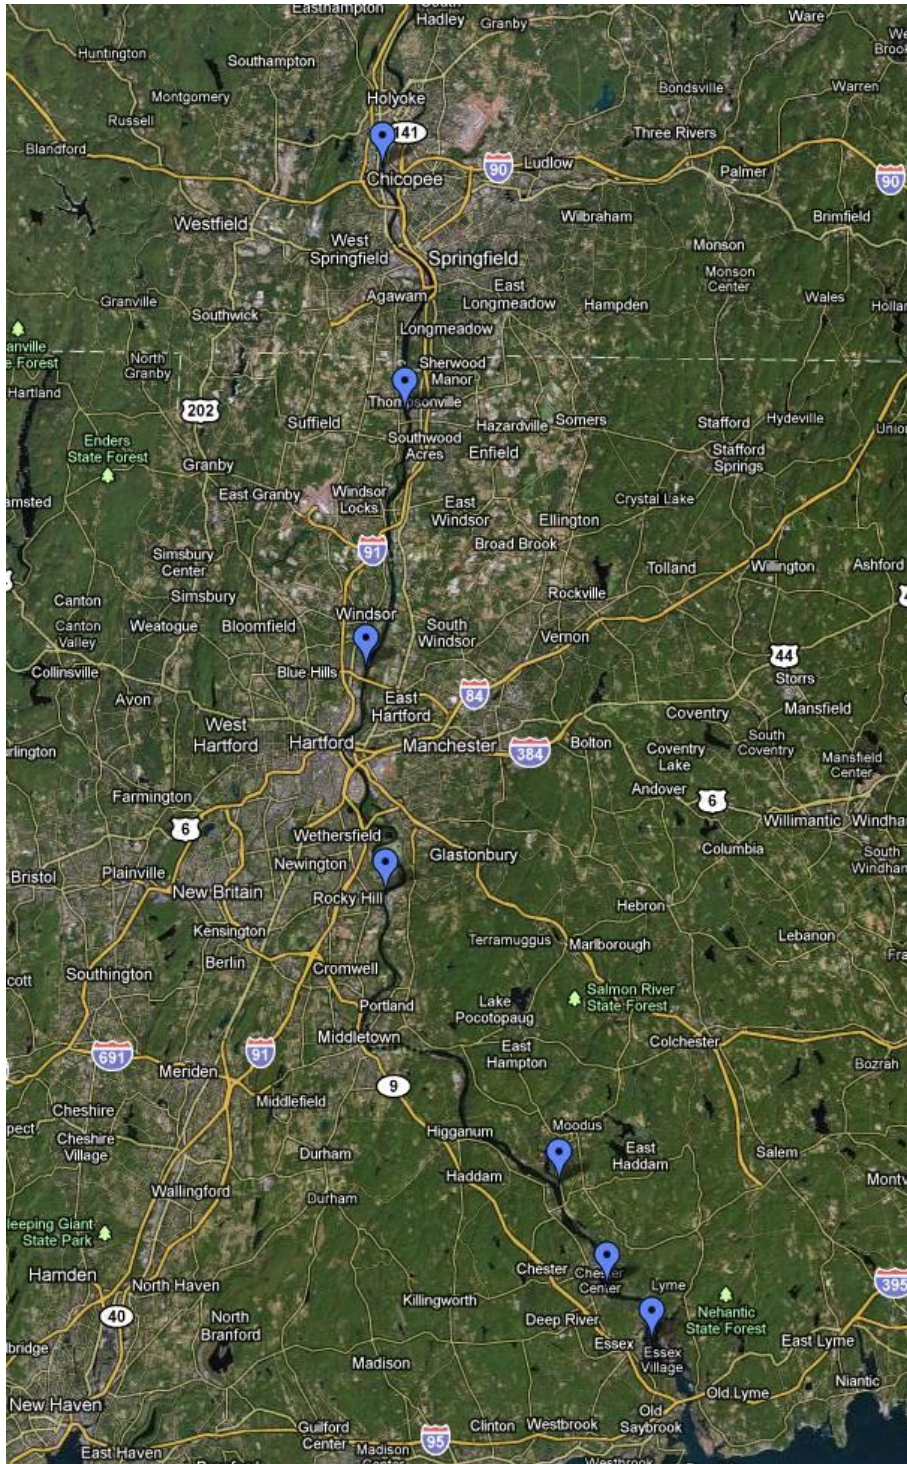 Easthampton
South
Hadley
Granby
Ware
Huntington
Southampton
Montgomery
Holyoke
Bondsville
Warren
Russell
141
Three Rivers
Blandford
90
Ludlow
Palmer
90
Chicopee
Westfield
Wilbraham
Brimfield
West
Springfield
Springfield
Monson
Monson
Center
Granville
Agawam
East
Longmeadow
Hampden
Wales
Southwick
Longmeadow
anville
e Forest
North
Granby
Sherwood
Manor
Hartland
Thompsonville
202
Suffield
Hazardville
Somers
Stafford
Hydeville
Southwood
Acres
Enfield
Stafford
Springs
Enders
State Forest
Granby
East Granby
Windsor
Locks
East
Windsor
Crystal Lake
Ellington
Broad Brook
91
Simsbury
Center
Simsbury
Tolland
Willington
Ashford
Rockville
Canton
Canton
Valley
Weatogue
Bloomfield
Windsor
South
Windsor
Vernon
44
Collinsville
Blue Hills
Storrs
84
Avon
East
Hartford
Mansfield
West
Hartford
Hartford
Manchester
384
Bolton
Coventry
South
Coventry
Coventry
Lake
Mansfield
Center
Andover
6
Farmington
6
Wethersfield
Willimantic
Newington
Glastonbury
Columbia
South
Bristol
Plainville
New Britain
Rocky Hill
Hebron
Kensington
Terramuggus
Marlborough
Lebanon
Berlin
Cromwell
Southington
Salmon River
State Forest
Portland
Lake
Pocotopaug
Middletown
East
Hampton
Colchester
691
91
Meriden
Bozrah
9
Middlefield
Cheshire
Cheshire
Village
Higganum
Moodus
East
Haddam
Salem
Durham
Haddam
Wallingford
Durham
leeping Giant
State Park
Hamden
North Haven
Chester
Chester
Center
Lyme
395
40
North
Branford
Killingworth
Deep River
Nehantic
State Forest
Essex
Essex
Village
East Lyme
Madison
Niantic
New Haven
Old Lyme
Old
Saybrook
Guilford
Center
95
Clinton
Westbrook
East Haven
Madison
Westbrook